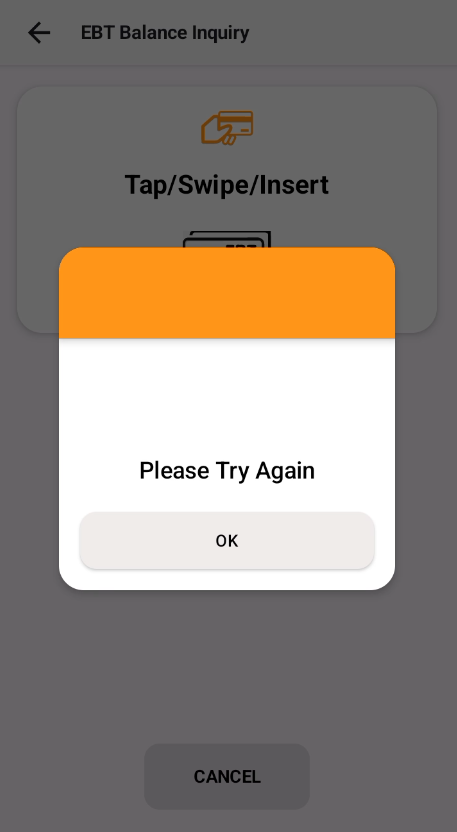 EBT Balance Inquiry
Tap/Swipe/Insert
Please Try Again
OK
CANCEL